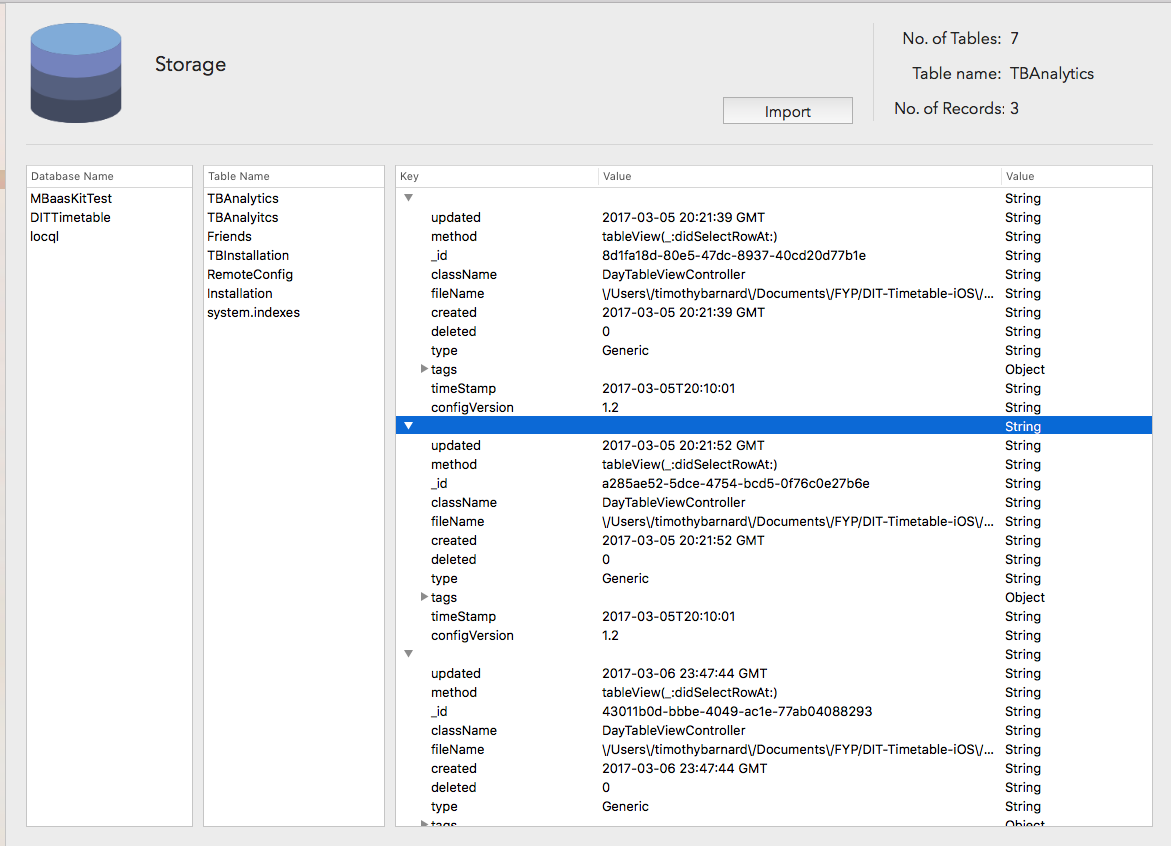 Storage
Import
No. of Tables: 7
Table name: TBAnalytics
No. of Records: 3
Database Name
MBaasKitTest
DITTimetable
locql
Table Name
TBAnalytics
TBAnalyitcs
Friends
TBInstallation
RemoteConfig
Installation
system.indexes
Key Value Value
String
updated 2017-03-05 20:21:39 GMT String
method tableView(_:didSelectRowAt:) String
_id 8d1fa18d-80e5-47dc-8937-40cd20d77b1e String
className DayTableViewController String
fileName \/Users\/timothybarnard\/Documents\/FYP/DIT-Timetable-iOS\/... String
created 2017-03-05 20:21:39 GMT String
deleted 0 String
type Generic String
tags Object
timeStamp 2017-03-05T20:10:01 String
configVersion 1.2 String
String
updated 2017-03-05 20:21:52 GMT String
method tableView(_:didSelectRowAt:) String
_id a285ae52-5dce-4754-bcd5-0f76c0e27b6e String
className DayTableViewController String
fileName \/Users\/timothybarnard\/Documents\/FYP/DIT-Timetable-iOS\/... String
created 2017-03-05 20:21:52 GMT String
deleted 0 String
type Generic String
tags Object
timeStamp 2017-03-05T20:10:01 String
configVersion 1.2 String
String
updated 2017-03-06 23:47:44 GMT String
method tableView(_:didSelectRowAt:) String
_id 43011b0d-bbbe-4049-ac1e-77ab04088293 String
className DayTableViewController String
fileName \/Users\/timothybarnard\/Documents\/FYP/DIT-Timetable-iOS\/... String
created 2017-03-06 23:47:44 GMT String
deleted 0 String
type Generic String
tags Object